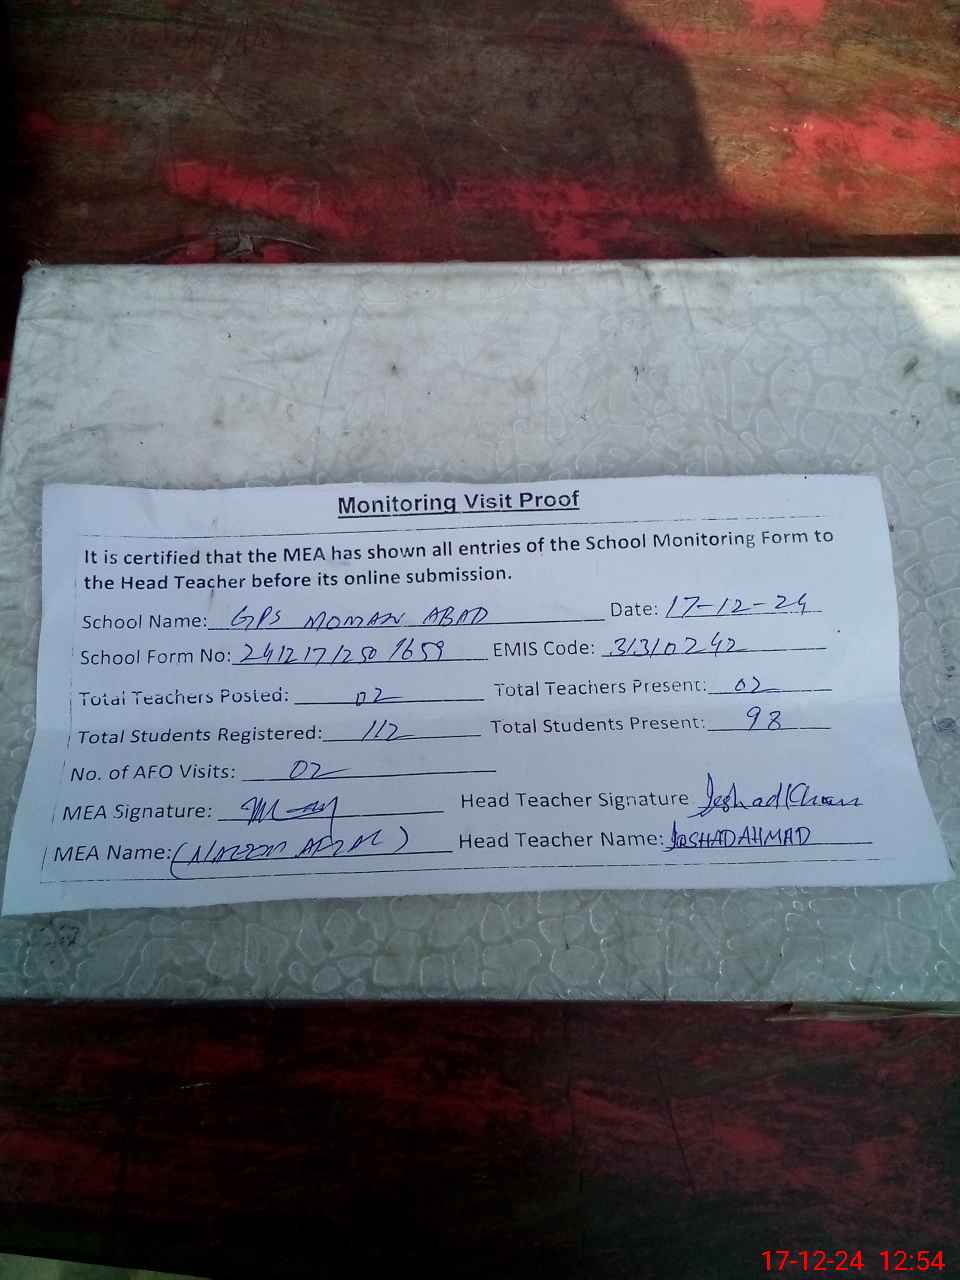 Monitoring Visit Proof
It is certified that the MEA has shown all entries of the School Monitoring Form to
the Head Teacher before its online submission.
School Name: GPS MOMAN ABAD Date: 17-12-24
School Form No: 2412171250 1659 EMIS Code: 31310242
Total Teachers Posted: 02 Total Teachers Present: 02
Total Students Registered: 112 Total Students Present: 98
No. of AFO Visits: 02
MEA Signature: Head Teacher Signature
MEA Name: Head Teacher Name: AHMAD
17-12-24 12:54